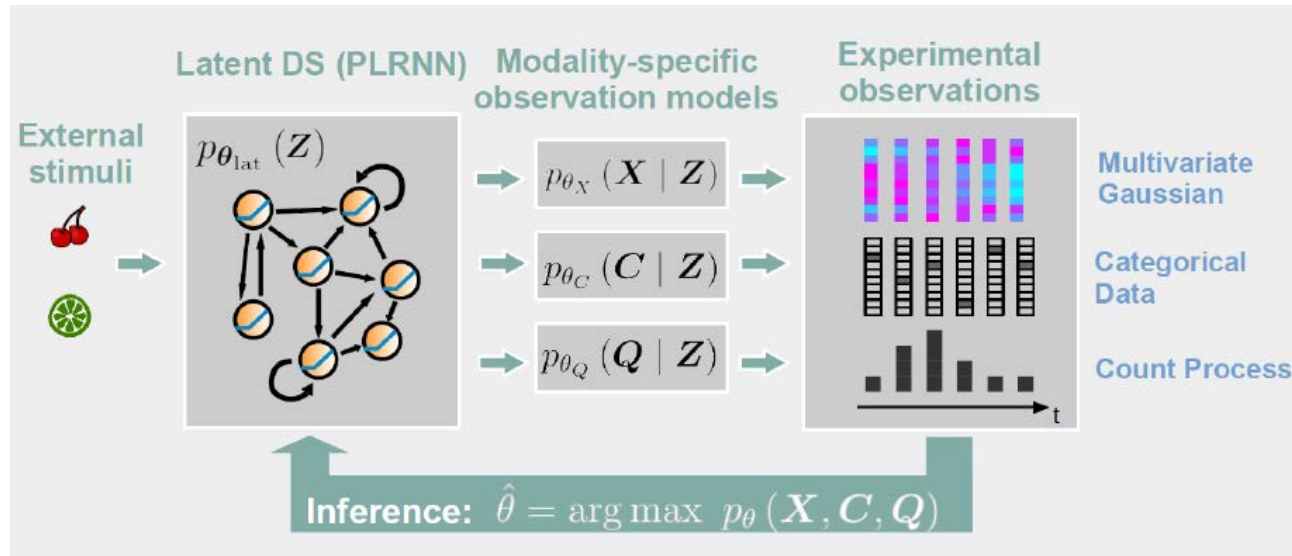 Latent DS (PLRNN)
Modality-specific
observation models
Experimental
observations
External
stimuli
p_{θ_lat} (Z)
p_{θ_X} (X | Z)
p_{θ_C} (C | Z)
p_{θ_Q} (Q | Z)
Multivariate
Gaussian
Categorical
Data
Count Process
t
Inference: θ̂ = arg max p_θ (X, C, Q)